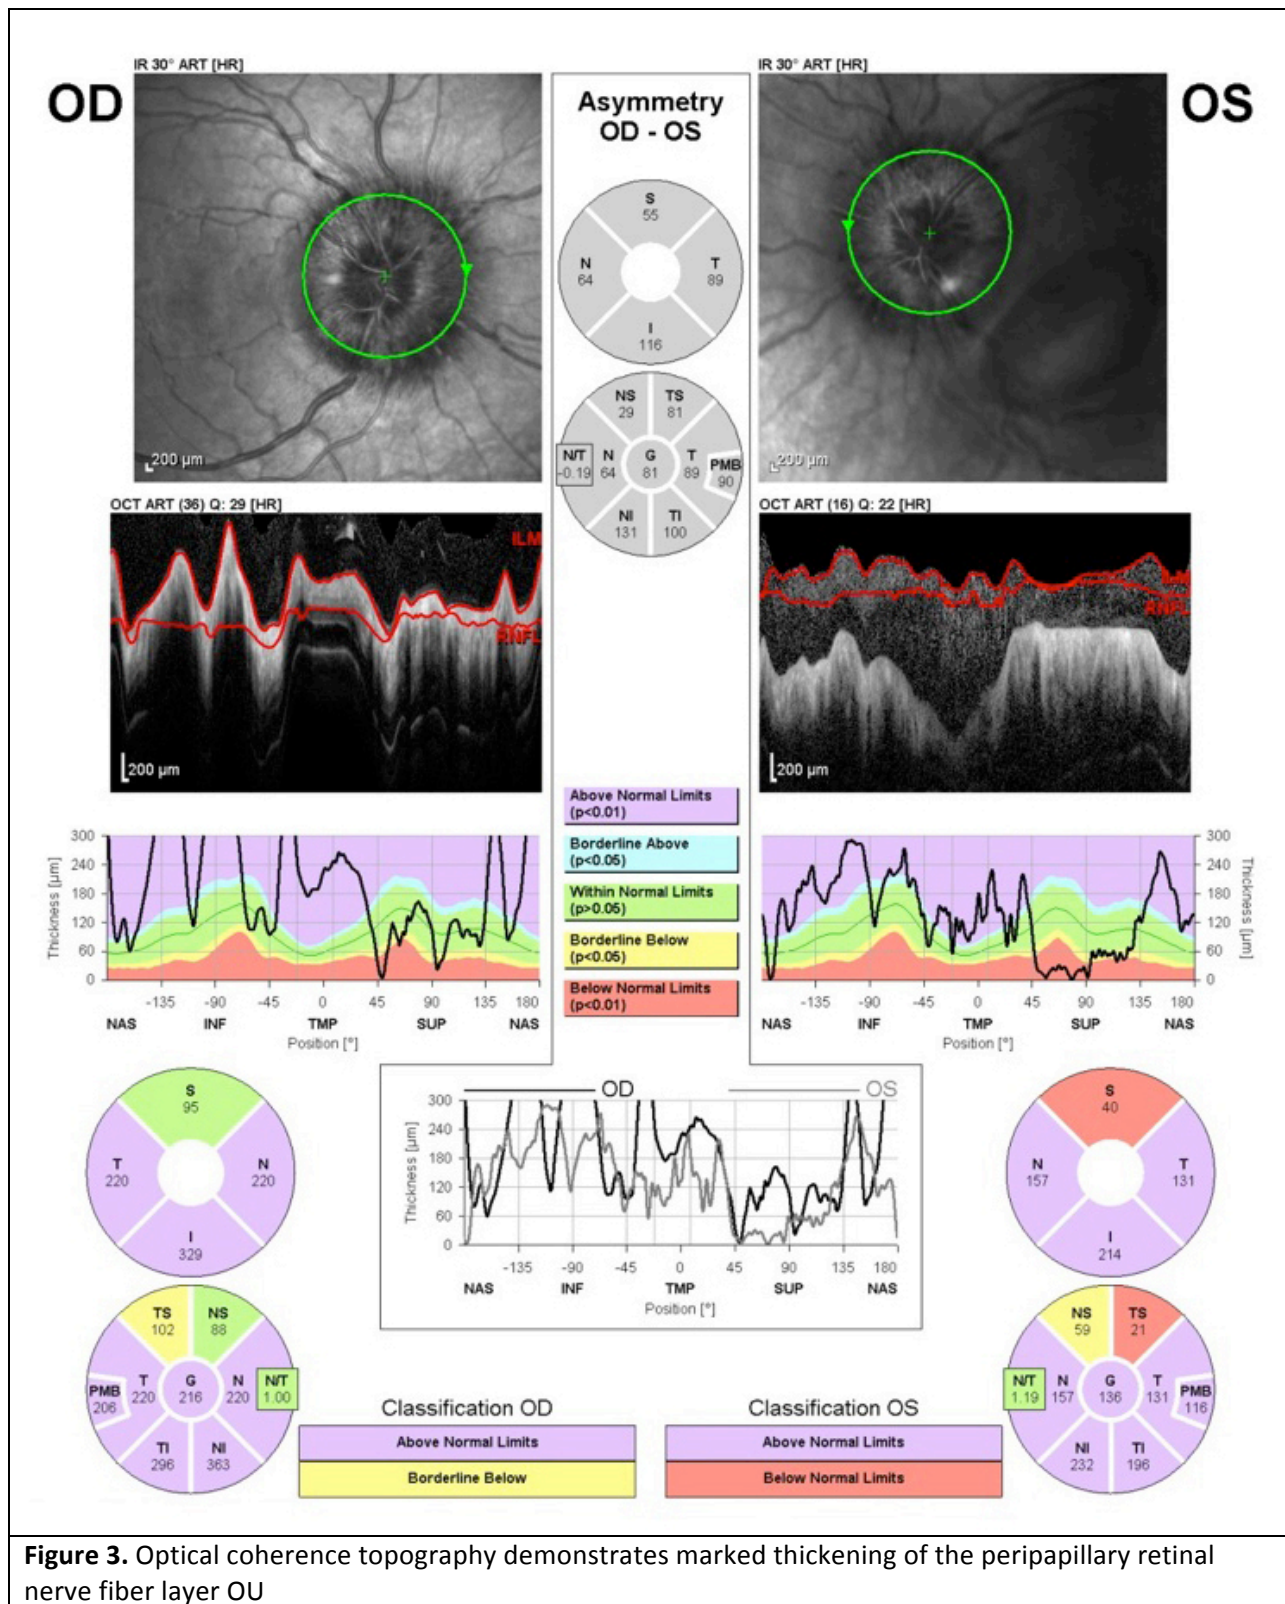 IR 30° ART [HR]
OD
Asymmetry
OD - OS
S
55
N
64
T
89
I
116
NS
29
TS
81
N/T
-0.19
N
64
G
81
T
89
PMB
90
NI
131
TI
100
IR 30° ART [HR]
OS
200 µm
200 µm
OCT ART (36) Q: 29 [HR]
ILM
RNFL
200 µm
OCT ART (16) Q: 22 [HR]
ILM
RNFL
200 µm
Above Normal Limits
(p<0.01)
Borderline Above
(p<0.05)
Within Normal Limits
(p>0.05)
Borderline Below
(p<0.05)
Below Normal Limits
(p<0.01)
Thickness [µm]
300
240
180
120
60
0
-135 -90 -45 0 45 90 135 180
NAS INF TMP SUP NAS
Position [°]
300
240
180
120
60
0
Thickness [µm]
-135 -90 -45 0 45 90 135 180
NAS INF TMP SUP NAS
Position [°]
S
95
T
220
N
220
I
329
OD OS
Thickness [µm]
300
240
180
120
60
0
-135 -90 -45 0 45 90 135 180
NAS INF TMP SUP NAS
Position [°]
S
40
N
157
T
131
I
214
TS
102
NS
88
PMB
206
T
220
G
216
N
220
N/T
1.00
TI
296
NI
363
Classification OD
Above Normal Limits
Borderline Below
Classification OS
Above Normal Limits
Below Normal Limits
NS
59
TS
21
N/T
1.19
N
157
G
136
T
131
PMB
116
NI
232
TI
196
Figure 3. Optical coherence topography demonstrates marked thickening of the peripapillary retinal
nerve fiber layer OU